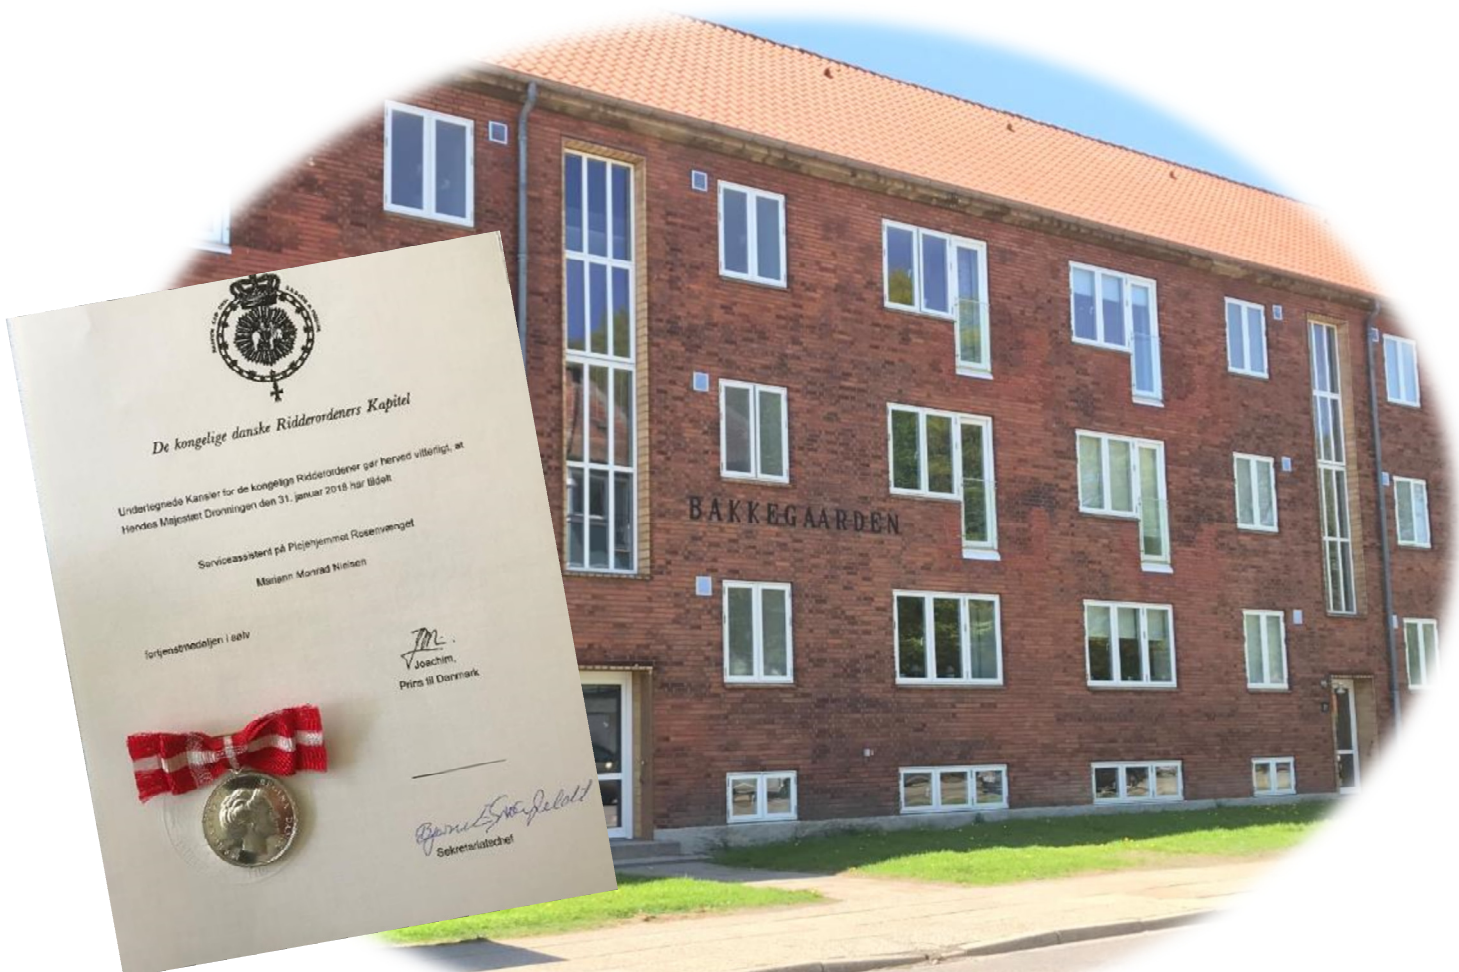 De kongelige danske Ridderordeners Kapitel
Undertegnede Kansler for de kongelige Ridderordener gør herved vitterligt, at
Hendes Majestæt Dronningen den 31. januar 2018 har tildelt
Serviceassistent på Plejehjemmet Rosenvænget
Mariann Monrad Nielsen
fortjenstmedaljen i sølv
Joachim,
Prins til Danmark
Sekretariatschef
BAKKEGAARDEN